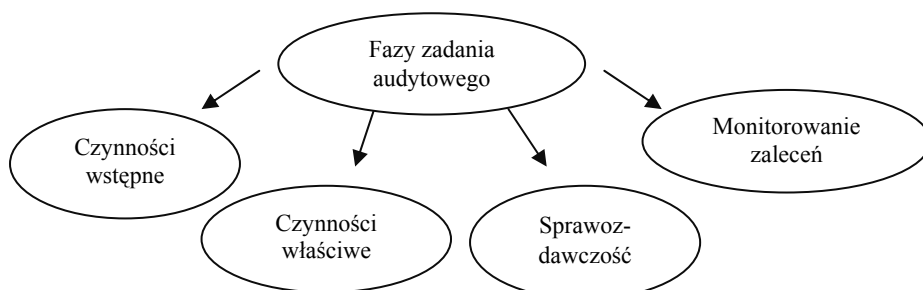 Fazy zadania
audytowego
Czynności
wstępne
Czynności
właściwe
Sprawoz-
dawczość
Monitorowanie
zaleceń